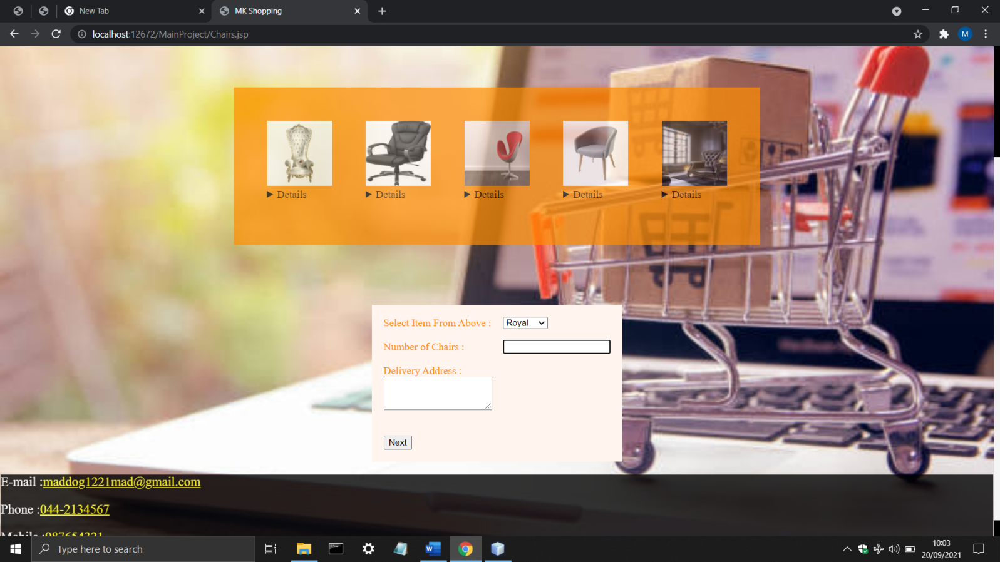 New Tab
MK Shopping
localhost:12672/MainProject/Chairs.jsp
M
Details Details Details Details Details
Select Item From Above : Royal
Number of Chairs :
Delivery Address :
Next
E-mail :maddog1221mad@gmail.com
Phone :044-2134567
Mobile :987654321
Type here to search
10:03
20/09/2021